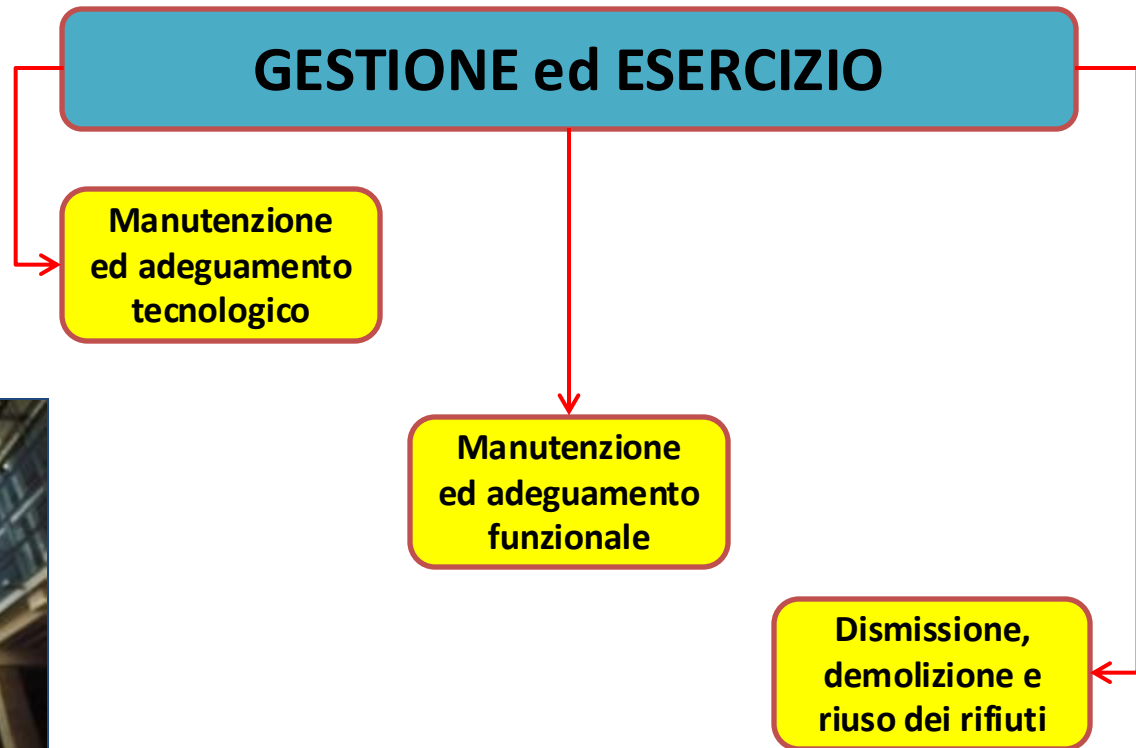 GESTIONE ed ESERCIZIO
Manutenzione
ed adeguamento
tecnologico
Manutenzione
ed adeguamento
funzionale
Dismissione,
demolizione e
riuso dei rifiuti